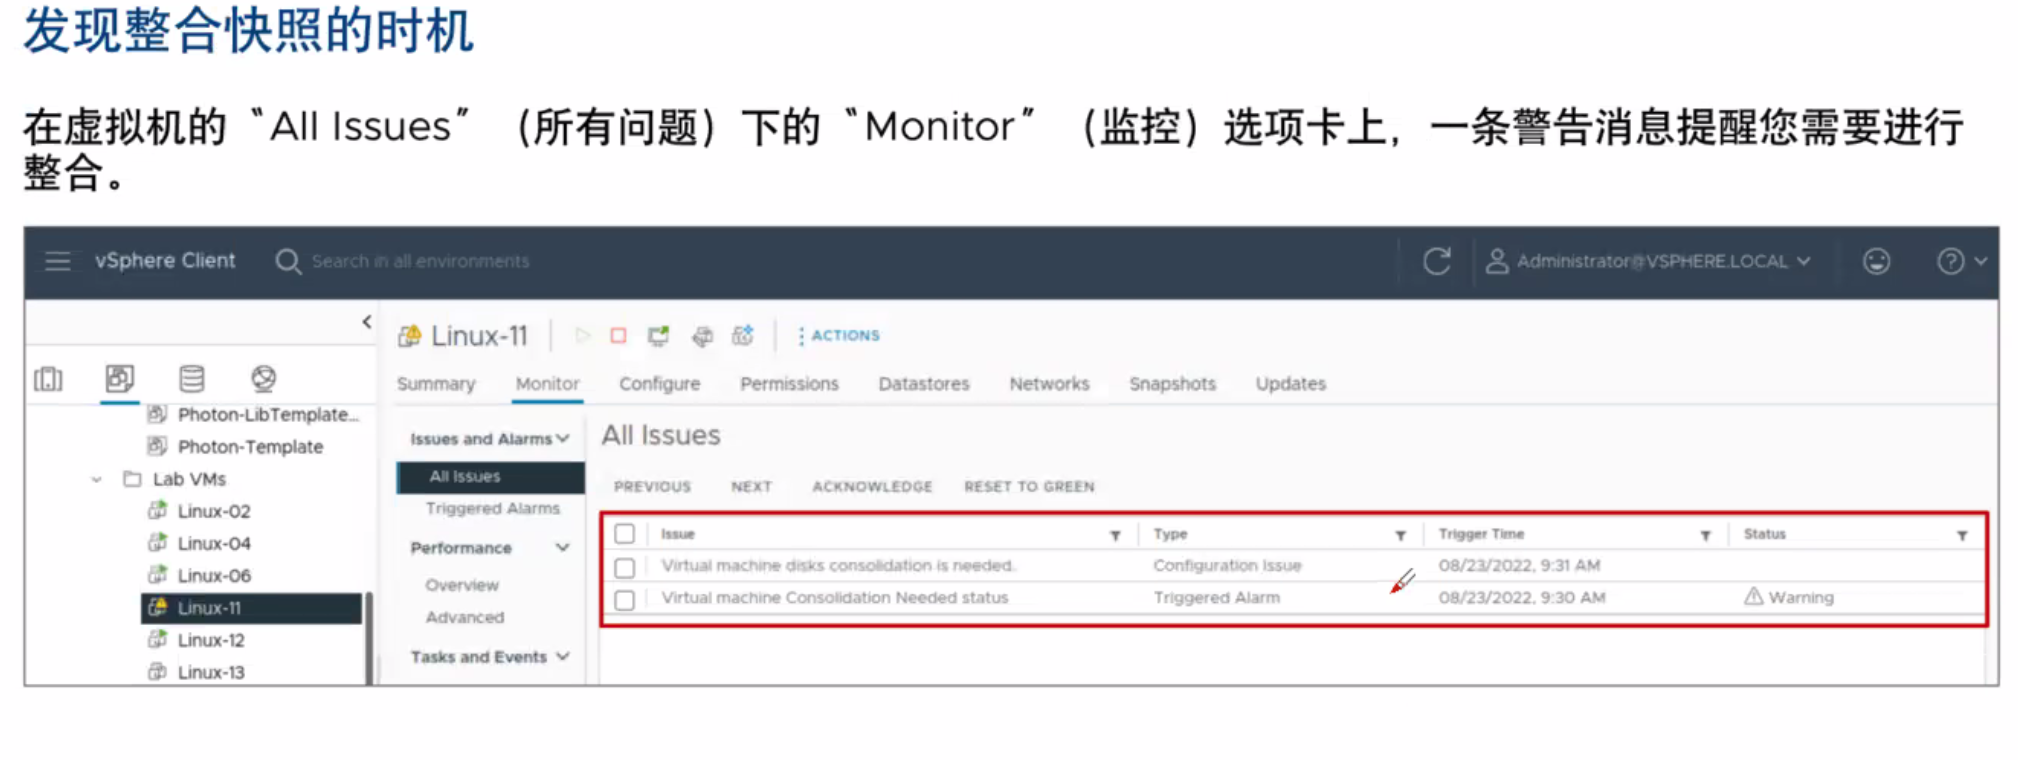 发现整合快照的时机
在虚拟机的“All Issues”（所有问题）下的“Monitor”（监控）选项卡上，一条警告消息提醒您需要进行
整合。
vSphere Client
Search in all environments
Administrator@VSPHERE.LOCAL
Linux-11
ACTIONS
Summary Monitor Configure Permissions Datastores Networks Snapshots Updates
Photon-LibTemplate...
Photon-Template
Lab VMs
Linux-02
Linux-04
Linux-06
Linux-11
Linux-12
Linux-13
Issues and Alarms
All Issues
Triggered Alarms
Performance
Overview
Advanced
Tasks and Events
All Issues
PREVIOUS NEXT ACKNOWLEDGE RESET TO GREEN
Issue Type Trigger Time Status
Virtual machine disks consolidation is needed. Configuration Issue 08/23/2022, 9:31 AM
Virtual machine Consolidation Needed status Triggered Alarm 08/23/2022, 9:30 AM Warning